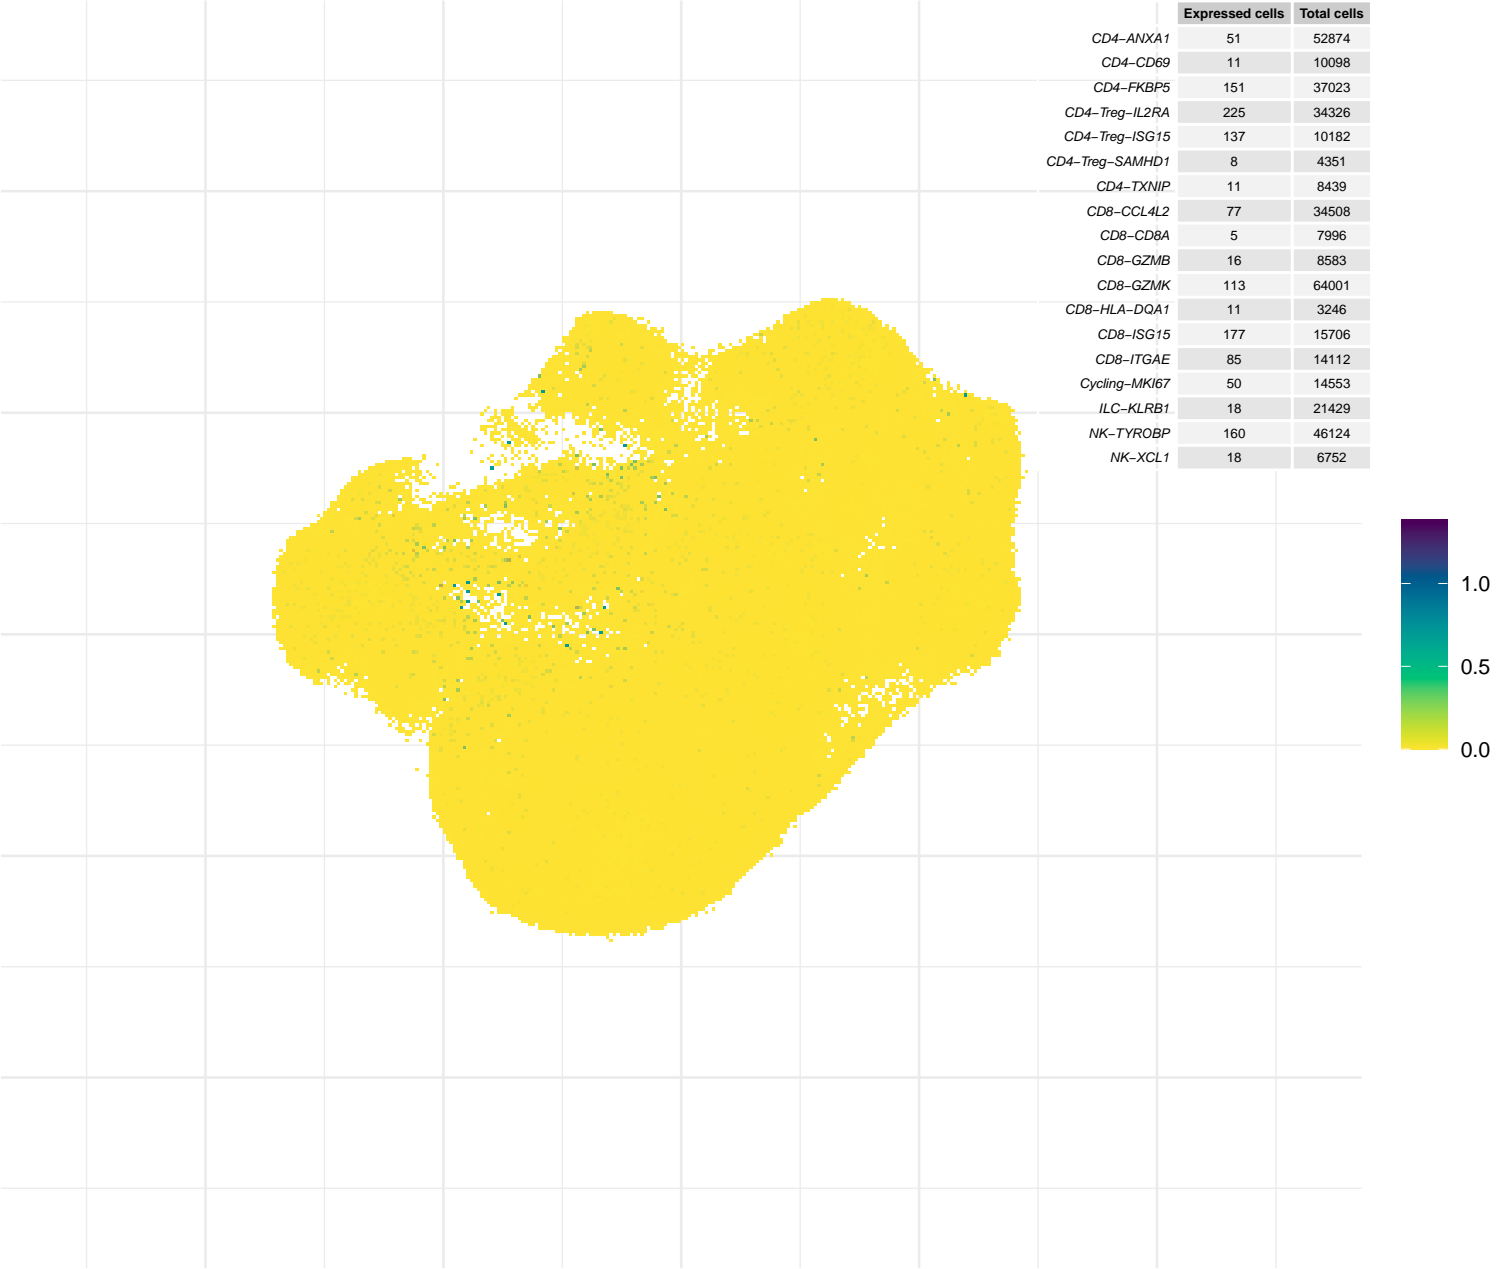 Expressed cells Total cells
CD4−ANXA1 51 52874
CD4−CD69 11 10098
CD4−FKBP5 151 37023
CD4−Treg−IL2RA 225 34326
CD4−Treg−ISG15 137 10182
CD4−Treg−SAMHD1 8 4351
CD4−TXNIP 11 8439
CD8−CCL4L2 77 34508
CD8−CD8A 5 7996
CD8−GZMB 16 8583
CD8−GZMK 113 64001
CD8−HLA−DQA1 11 3246
CD8−ISG15 177 15706
CD8−ITGAE 85 14112
Cycling−MKI67 50 14553
ILC−KLRB1 18 21429
NK−TYROBP 160 46124
NK−XCL1 18 6752
1.0
0.5
0.0